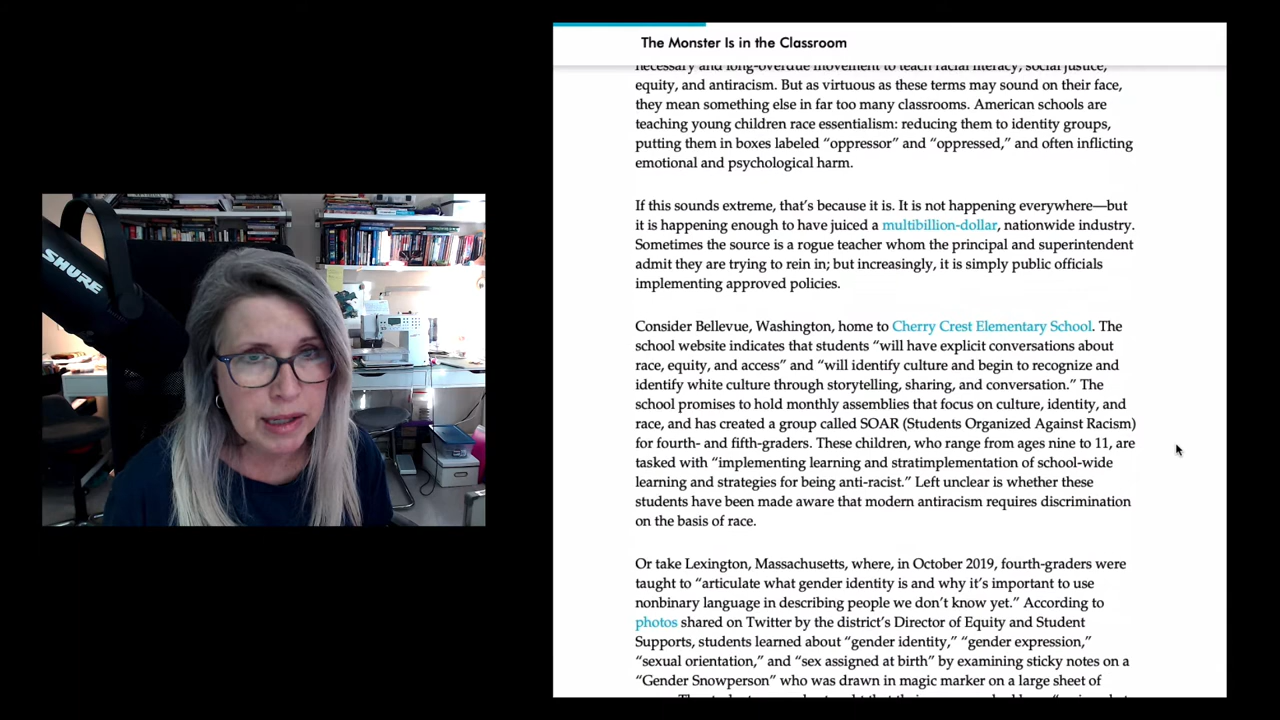 SHURE
The Monster Is in the Classroom
necessary and long-overdue movement to teach racial literacy, social justice,
equity, and antiracism. But as virtuous as these terms may sound on their face,
they mean something else in far too many classrooms. American schools are
teaching young children race essentialism: reducing them to identity groups,
putting them in boxes labeled “oppressor” and “oppressed,” and often inflicting
emotional and psychological harm.
If this sounds extreme, that’s because it is. It is not happening everywhere—but
it is happening enough to have juiced a multibillion-dollar, nationwide industry.
Sometimes the source is a rogue teacher whom the principal and superintendent
admit they are trying to rein in; but increasingly, it is simply public officials
implementing approved policies.
Consider Bellevue, Washington, home to Cherry Crest Elementary School. The
school website indicates that students “will have explicit conversations about
race, equity, and access” and “will identify culture and begin to recognize and
identify white culture through storytelling, sharing, and conversation.” The
school promises to hold monthly assemblies that focus on culture, identity, and
race, and has created a group called SOAR (Students Organized Against Racism)
for fourth- and fifth-graders. These children, who range from ages nine to 11, are
tasked with “implementing learning and stratimplementation of school-wide
learning and strategies for being anti-racist.” Left unclear is whether these
students have been made aware that modern antiracism requires discrimination
on the basis of race.
Or take Lexington, Massachusetts, where, in October 2019, fourth-graders were
taught to “articulate what gender identity is and why it’s important to use
nonbinary language in describing people we don’t know yet.” According to
photos shared on Twitter by the district’s Director of Equity and Student
Supports, students learned about “gender identity,” “gender expression,”
“sexual orientation,” and “sex assigned at birth” by examining sticky notes on a
“Gender Snowperson” who was drawn in magic marker on a large sheet of